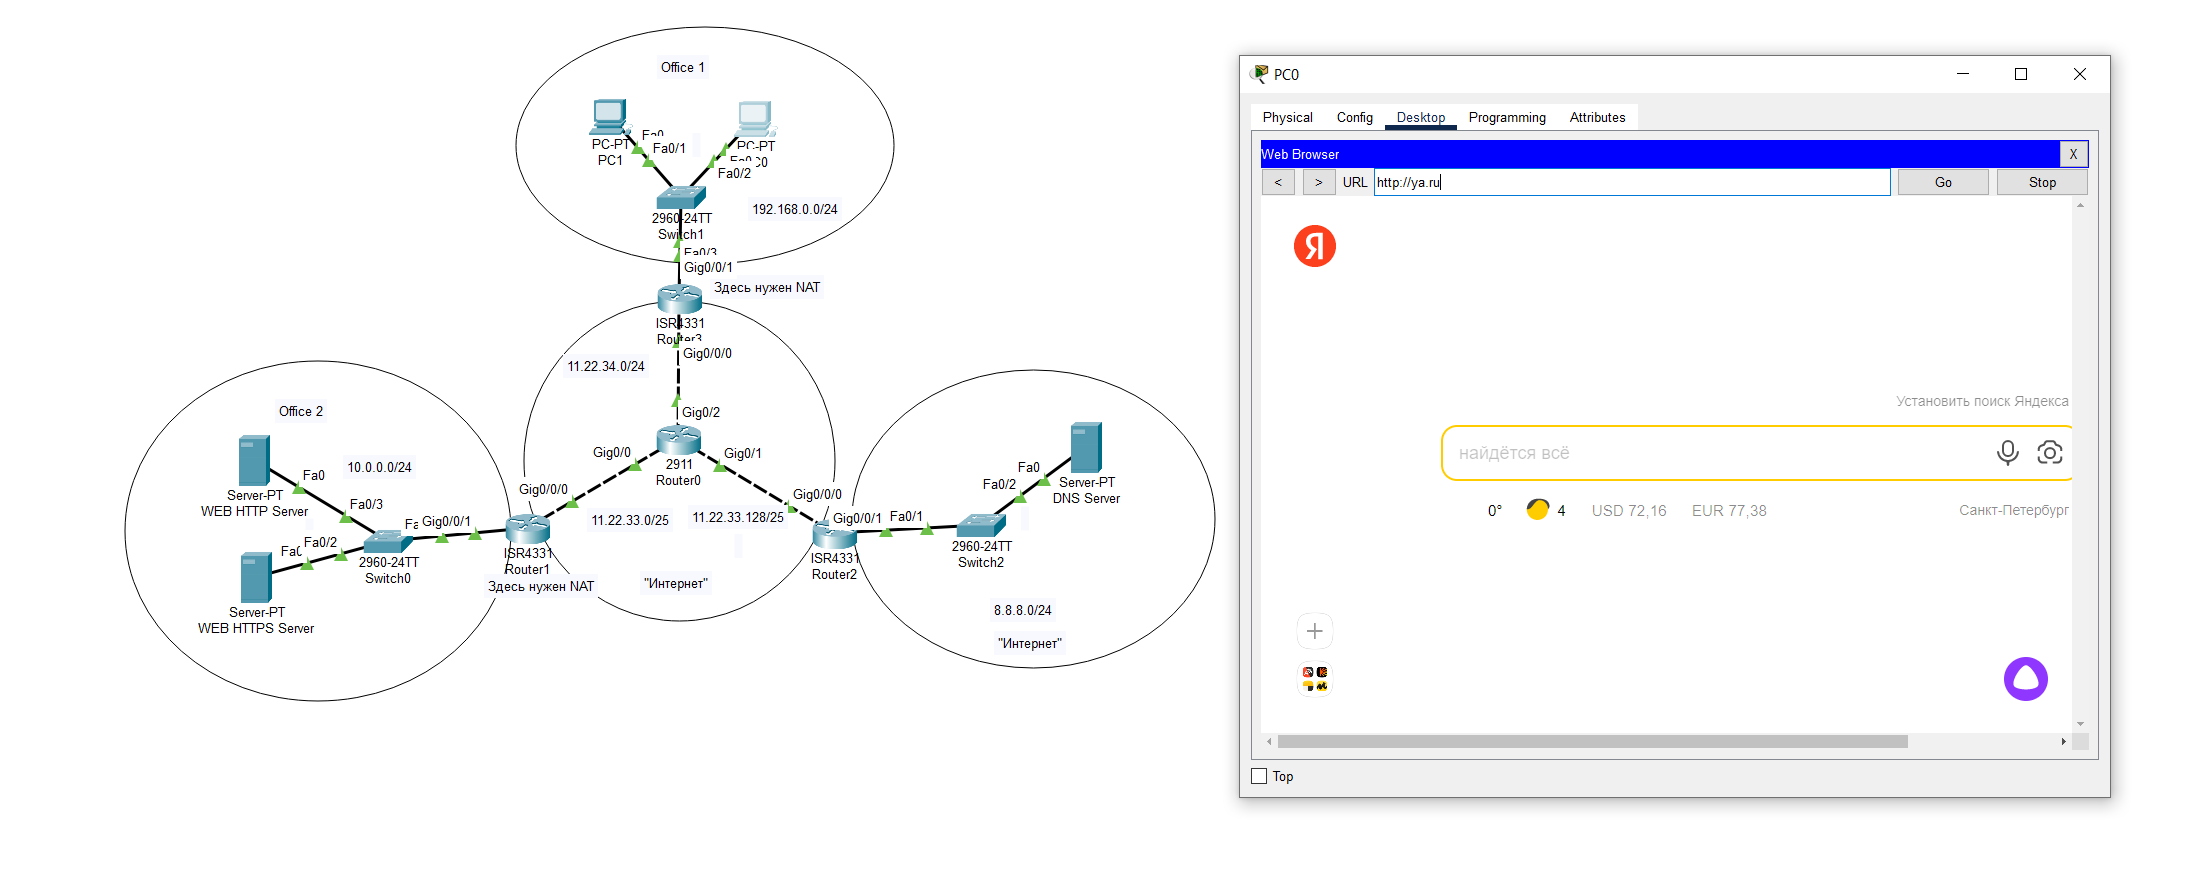 Office 1
PC-PT
PC1
Fa0/1
Fa0/2
192.168.0.0/24
2960-24TT
Switch1
Fa0/3
Gig0/0/1
Здесь нужен NAT
ISR4331
Router3
Gig0/0/0
11.22.34.0/24
Gig0/2
Gig0/0
Gig0/1
2911
Router0
Office 2
10.0.0.0/24
Fa0
Server-PT
WEB HTTP Server
Fa0/3
Gig0/0/1
Gig0/0/0
Fa0/2
2960-24TT
Switch0
ISR4331
Router1
Здесь нужен NAT
Server-PT
WEB HTTPS Server
11.22.33.0/25
11.22.33.128/25
"Интернет"
Gig0/0/0
Gig0/0/1
Fa0/1
ISR4331
Router2
Fa0
Fa0/2
Server-PT
DNS Server
2960-24TT
Switch2
8.8.8.0/24
"Интернет"
PC0
Physical Config Desktop Programming Attributes
Web Browser X
< > URL http://ya.ru Go Stop
Я
Установить поиск Яндекса
найдётся всё
0° 4 USD 72,16 EUR 77,38 Санкт-Петербург
Top